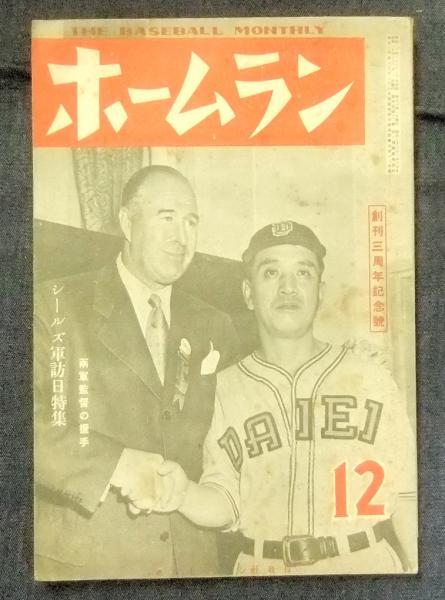 THE BASEBALL MONTHLY
ホームラン
創刊三周年記念號
兩軍監督の握手
シールズ軍訪日特集
D
DAIEI
12